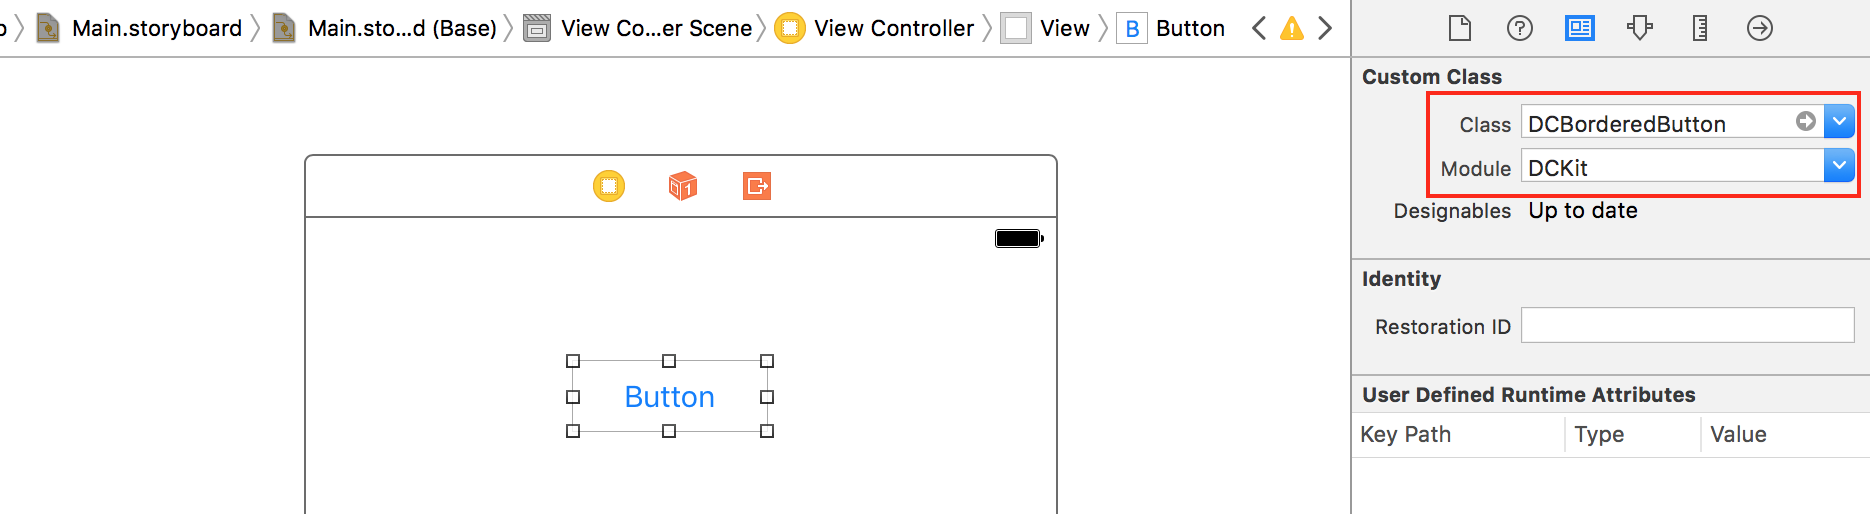 Main.storyboard Main.sto...d (Base) View Co...er Scene View Controller View B Button
Custom Class
Class DCBorderedButton
Module DCKit
Designables Up to date
Identity
Restoration ID
User Defined Runtime Attributes
Key Path Type Value
1
Button